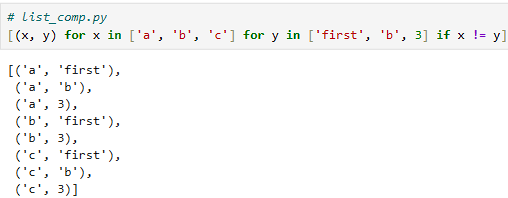 # list_comp.py
[(x, y) for x in ['a', 'b', 'c'] for y in ['first', 'b', 3] if x != y]
[('a', 'first'),
 ('a', 'b'),
 ('a', 3),
 ('b', 'first'),
 ('b', 3),
 ('c', 'first'),
 ('c', 'b'),
 ('c', 3)]